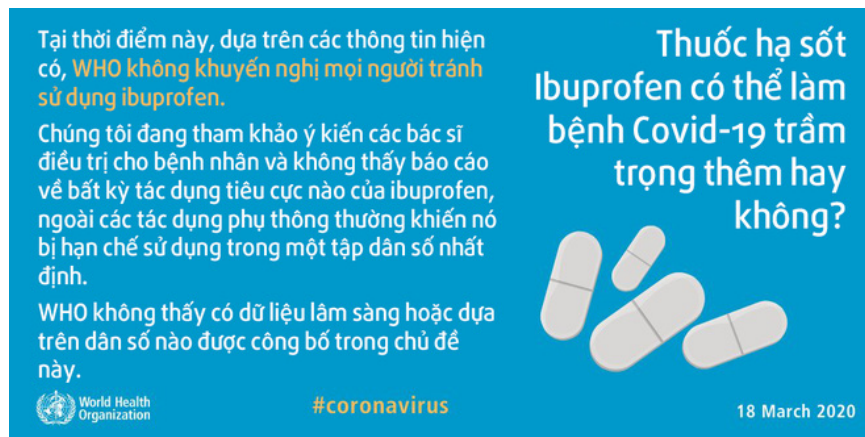 Tại thời điểm này, dựa trên các thông tin hiện
có, WHO không khuyến nghị mọi người tránh
sử dụng ibuprofen.
Chúng tôi đang tham khảo ý kiến các bác sĩ
điều trị cho bệnh nhân và không thấy báo cáo
về bất kỳ tác dụng tiêu cực nào của ibuprofen,
ngoài các tác dụng phụ thông thường khiến nó
bị hạn chế sử dụng trong một tập dân số nhất
định.
WHO không thấy có dữ liệu lâm sàng hoặc dựa
trên dân số nào được công bố trong chủ đề
này.
Thuốc hạ sốt
Ibuprofen có thể làm
bệnh Covid-19 trầm
trọng thêm hay
không?
World Health
Organization
#coronavirus
18 March 2020